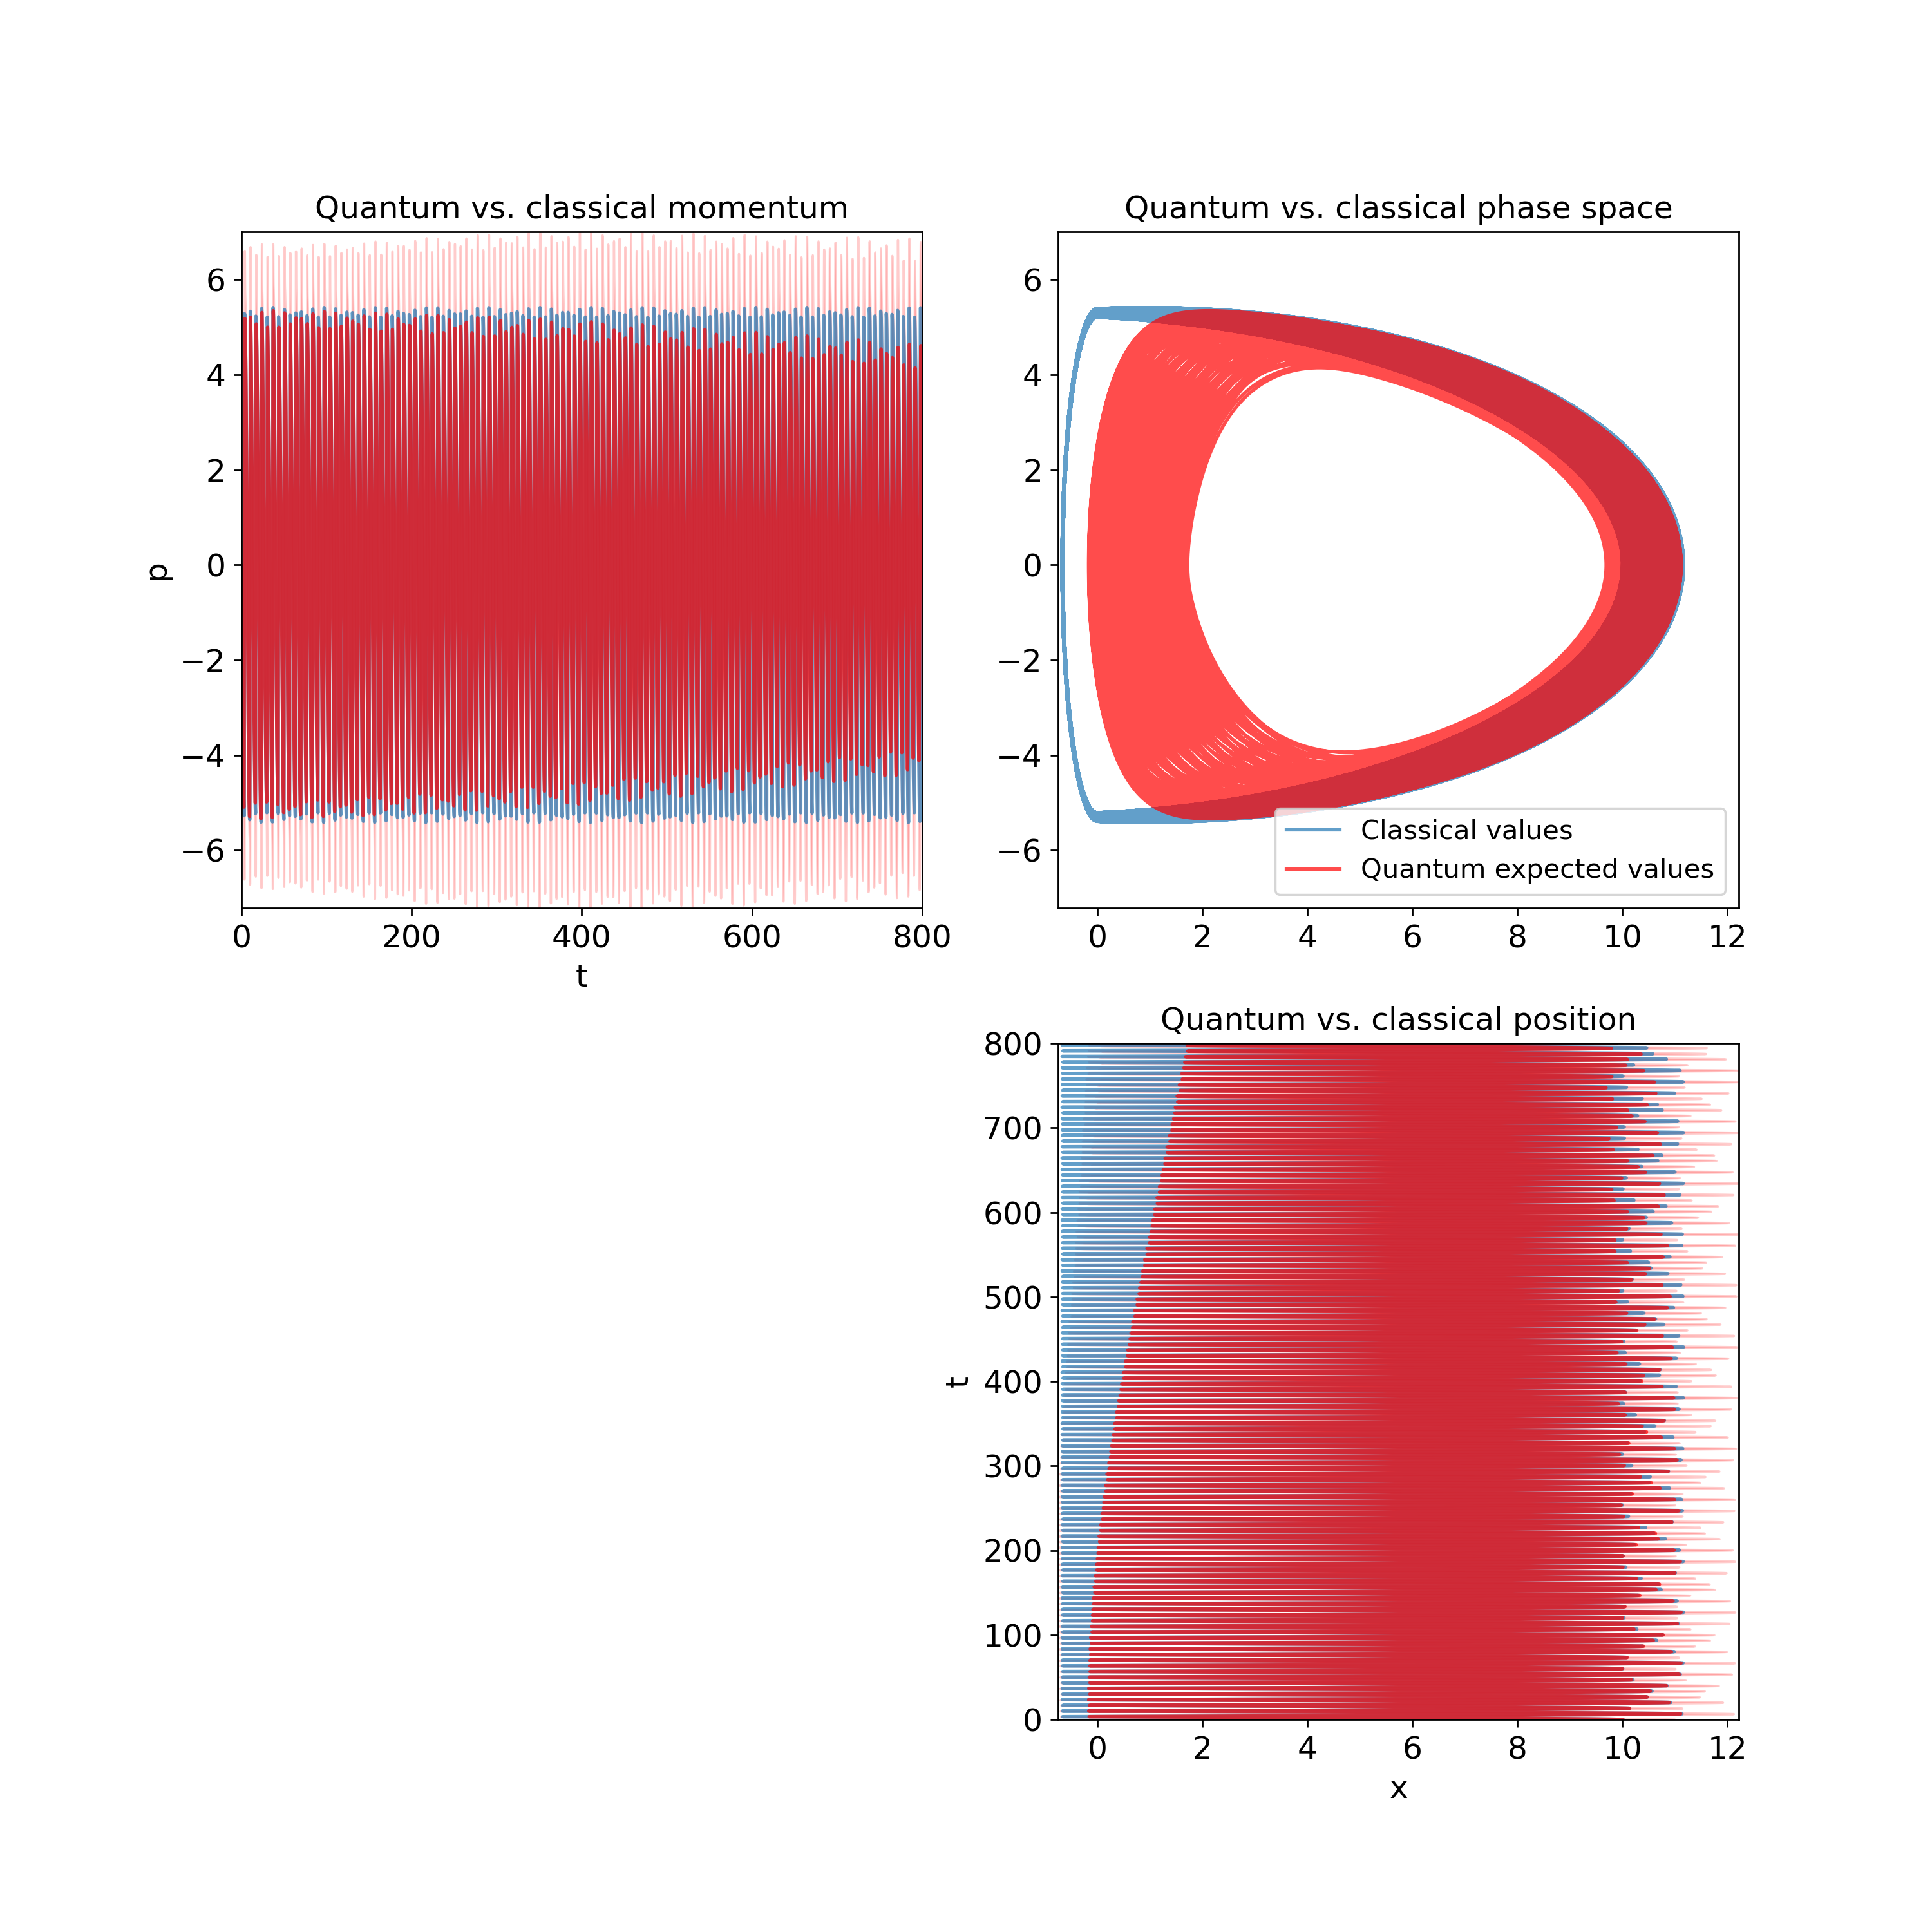 Quantum vs. classical momentum
6
4
2
0
−2
−4
−6
p
0 200 400 600 800
t
Quantum vs. classical phase space
6
4
2
0
−2
−4
−6
Classical values
Quantum expected values
0 2 4 6 8 10 12
Quantum vs. classical position
800
700
600
500
400
300
200
100
0
t
0 2 4 6 8 10 12
x